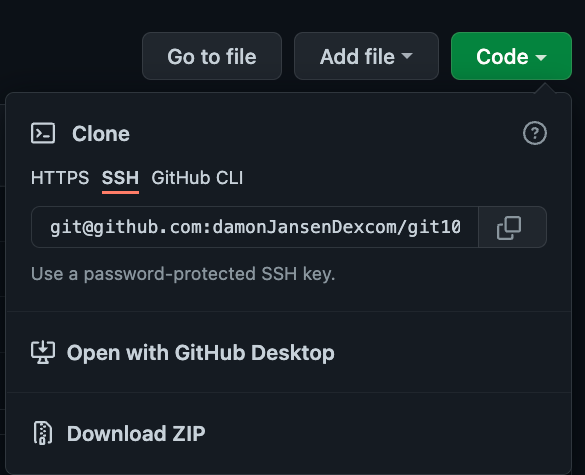 Go to file Add file Code
Clone
HTTPS SSH GitHub CLI
git@github.com:damonJansenDexcom/git10
Use a password-protected SSH key.
Open with GitHub Desktop
Download ZIP